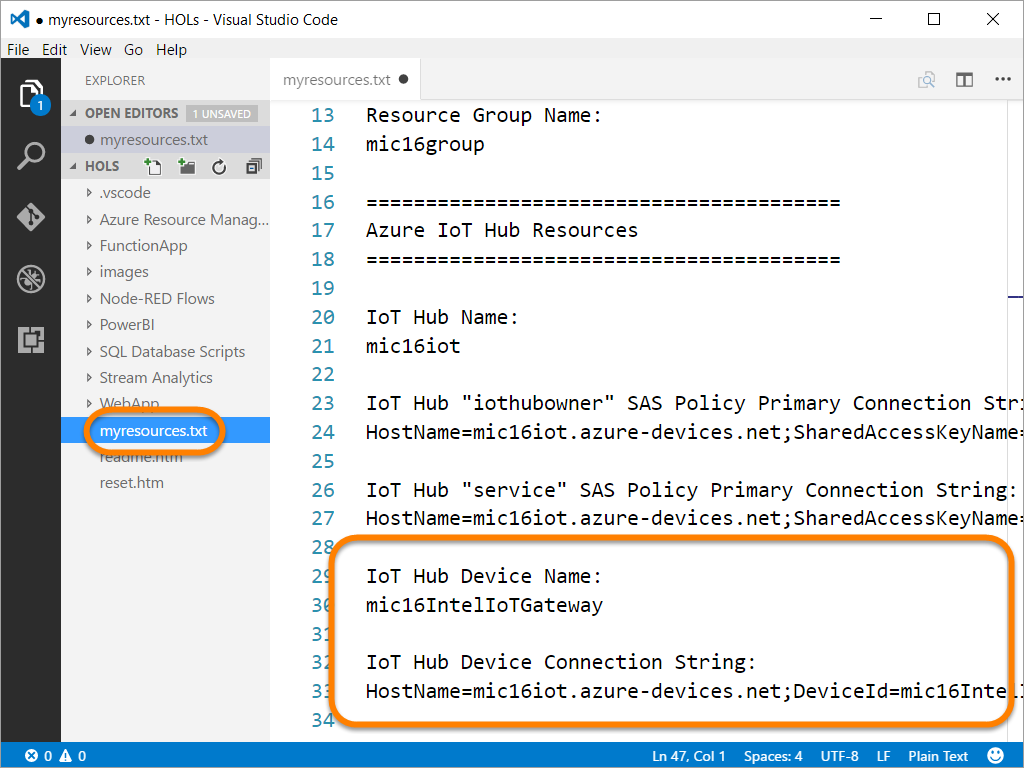 ● myresources.txt - HOLs - Visual Studio Code
File Edit View Go Help
EXPLORER
OPEN EDITORS 1 UNSAVED
● myresources.txt
HOLS
.vscode
Azure Resource Manag...
FunctionApp
images
Node-RED Flows
PowerBI
SQL Database Scripts
Stream Analytics
WebApp
myresources.txt
readme.htm
reset.htm
1
myresources.txt ●
13 Resource Group Name:
14 mic16group
15
16 ========================================
17 Azure IoT Hub Resources
18 ========================================
19
20 IoT Hub Name:
21 mic16iot
22
23 IoT Hub "iothubowner" SAS Policy Primary Connection Stri
24 HostName=mic16iot.azure-devices.net;SharedAccessKeyName=
25
26 IoT Hub "service" SAS Policy Primary Connection String:
27 HostName=mic16iot.azure-devices.net;SharedAccessKeyName=
28
29 IoT Hub Device Name:
30 mic16IntelIoTGateway
31
32 IoT Hub Device Connection String:
33 HostName=mic16iot.azure-devices.net;DeviceId=mic16IntelI
34
0 0 Ln 47, Col 1 Spaces: 4 UTF-8 LF Plain Text